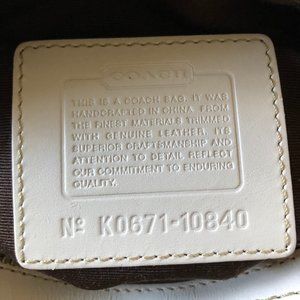 COACH
THIS IS A COACH BAG. IT WAS
HANDCRAFTED IN CHINA FROM
THE FINEST MATERIALS TRIMMED
WITH GENUINE LEATHER. ITS
SUPERIOR CRAFTSMANSHIP AND
ATTENTION TO DETAIL REFLECT
OUR COMMITMENT TO ENDURING
QUALITY.
Nº K0671-10840